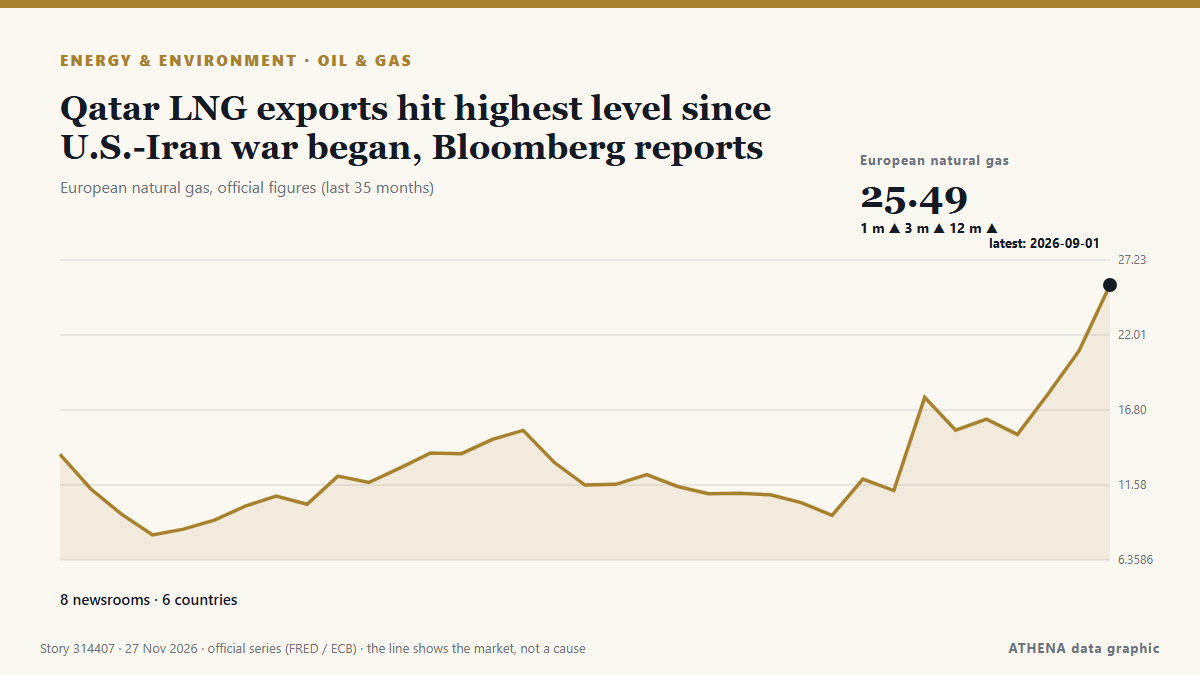 ENERGY & ENVIRONMENT · OIL & GAS
Qatar LNG exports hit highest level since
U.S.-Iran war began, Bloomberg reports
European natural gas, official figures (last 35 months)
European natural gas
25.49
1 m ▲ 3 m ▲ 12 m ▲
latest: 2026-09-01
27.23
22.01
16.80
11.58
6.3586
8 newsrooms · 6 countries
Story 314407 · 27 Nov 2026 · official series (FRED / ECB) · the line shows the market, not a cause
ATHENA data graphic